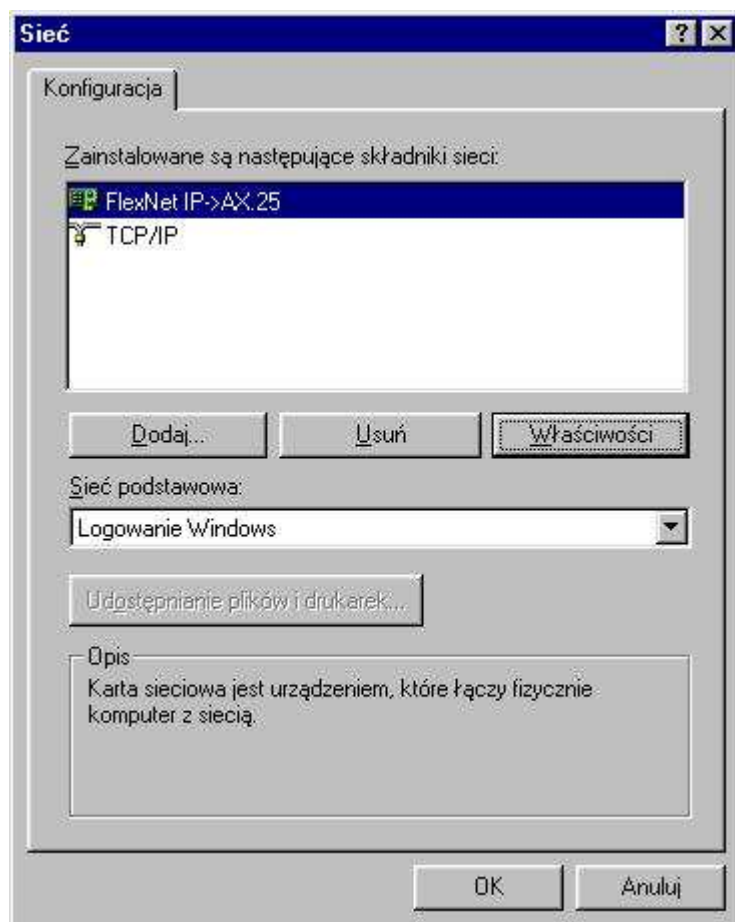 Sieć
Konfiguracja
Zainstalowane są następujące składniki sieci:
FlexNet IP->AX.25
TCP/IP
Dodaj... Usuń Właściwości
Sieć podstawowa:
Logowanie Windows
Udostępnianie plików i drukarek...
Opis
Karta sieciowa jest urządzeniem, które łączy fizycznie
komputer z siecią.
OK Anuluj